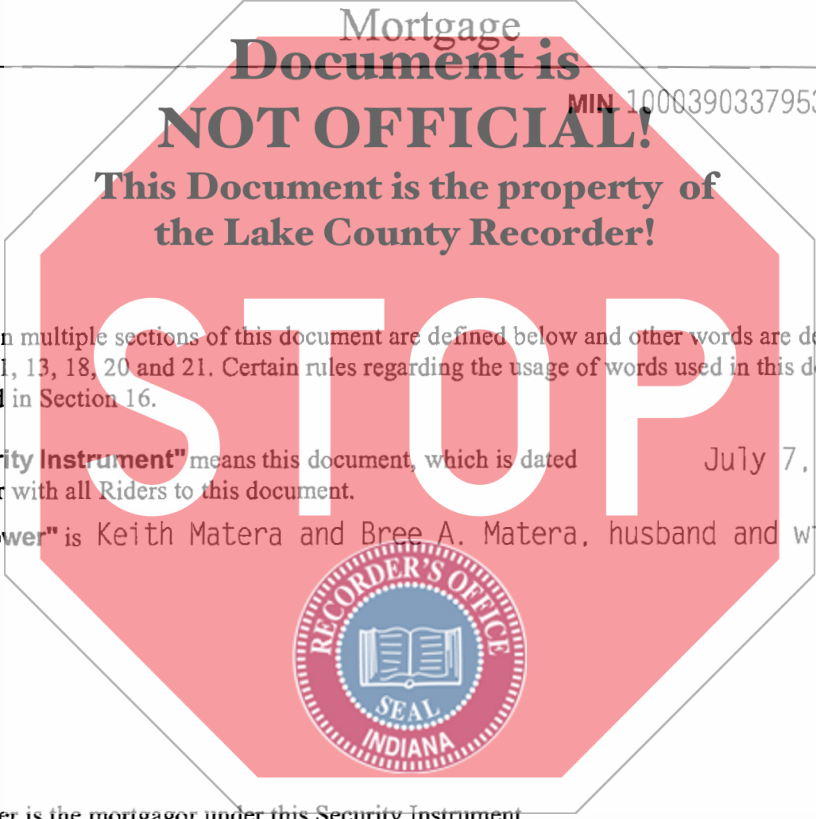 Mortgage
Document is
NOT OFFICIAL!
MIN 100039033795
This Document is the property of
the Lake County Recorder!
STOP
n multiple sections of this document are defined below and other words are de
1, 13, 18, 20 and 21. Certain rules regarding the usage of words used in this d
in Section 16.
ity Instrument" means this document, which is dated July 7,
with all Riders to this document.
wer" is Keith Matera and Bree A. Matera, husband and w
RECORDER'S OFFICE
SEAL
INDIANA
er is the mortgagor under this Security Instrument